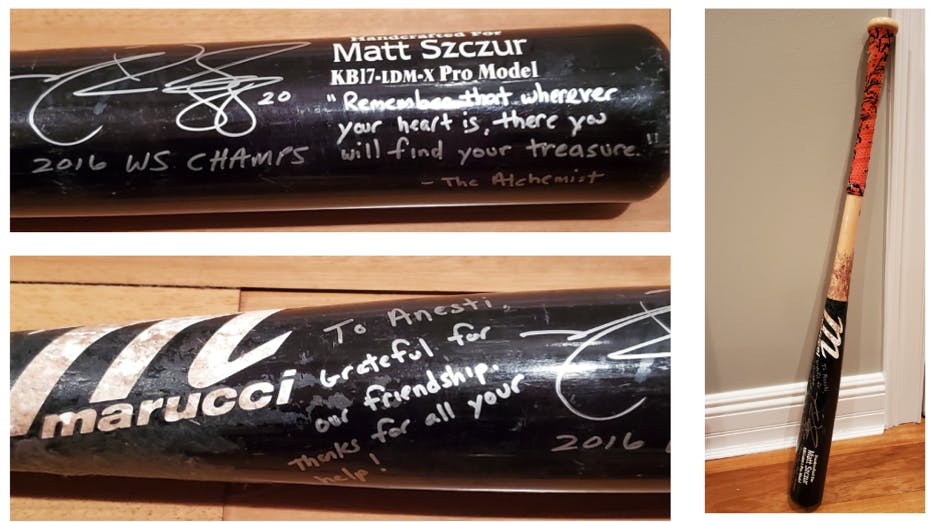 Handcrafted For
Matt Szczur
KB17-LDM-X Pro Model
20
2016 WS CHAMPS
"Remember that wherever
your heart is, there you
will find your treasure."
- The Alchemist
marucci
To Anesti,
Grateful for
our friendship.
Thanks for all your
help!
2016
Matt Szczur